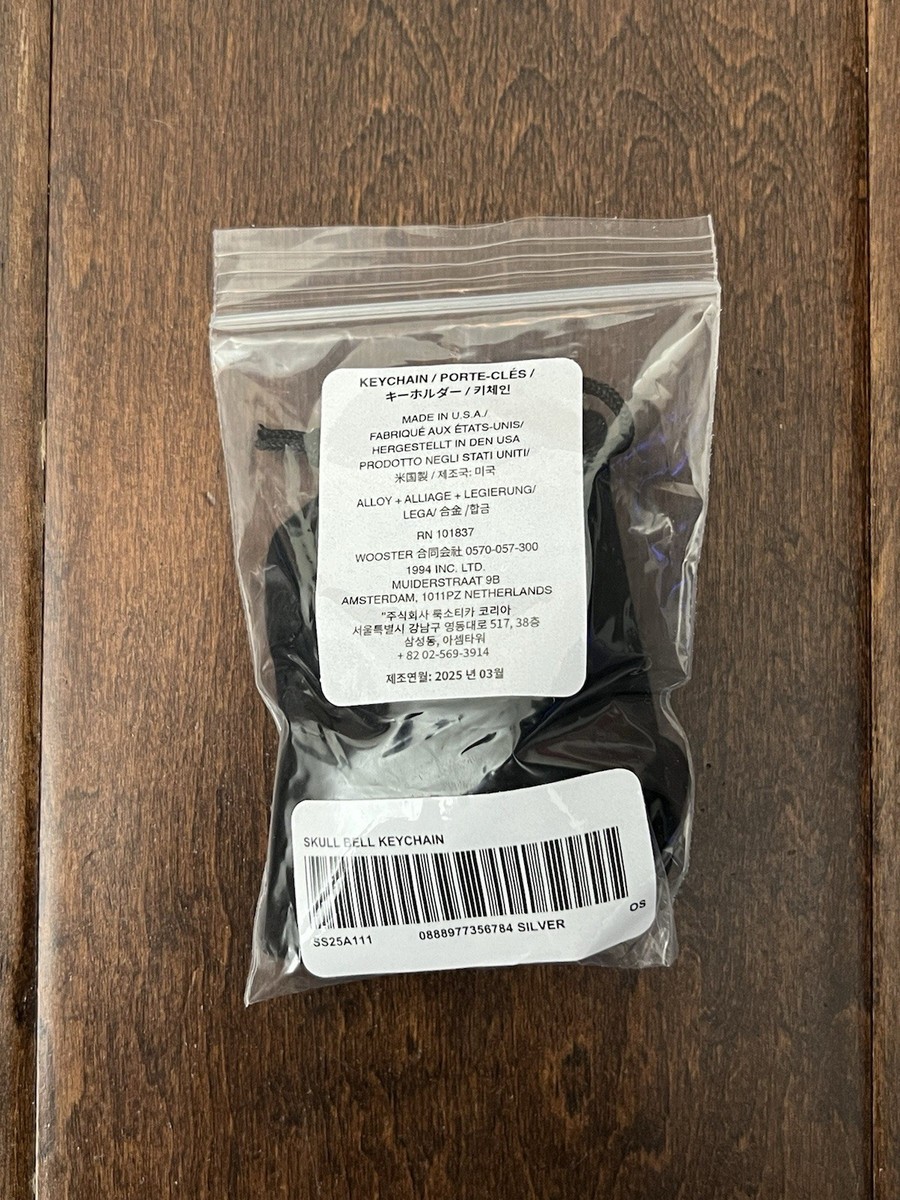 KEYCHAIN / PORTE-CLÉS /
キーホルダー / 키체인
MADE IN U.S.A./
FABRIQUÉ AUX ÉTATS-UNIS/
HERGESTELLT IN DEN USA
PRODOTTO NEGLI STATI UNITI/
米国製 / 제조국: 미국
ALLOY + ALLIAGE + LEGIERUNG/
LEGA/ 合金 /합금
RN 101837
WOOSTER 合同会社 0570-057-300
1994 INC. LTD.
MUIDERSTRAAT 9B
AMSTERDAM, 1011PZ NETHERLANDS
"주식회사 룩소티카 코리아
서울특별시 강남구 영동대로 517, 38층
삼성동, 아셈타워
+ 82 02-569-3914
제조연월: 2025 년 03월
SKULL BELL KEYCHAIN
OS
SS25A111 0888977356784 SILVER